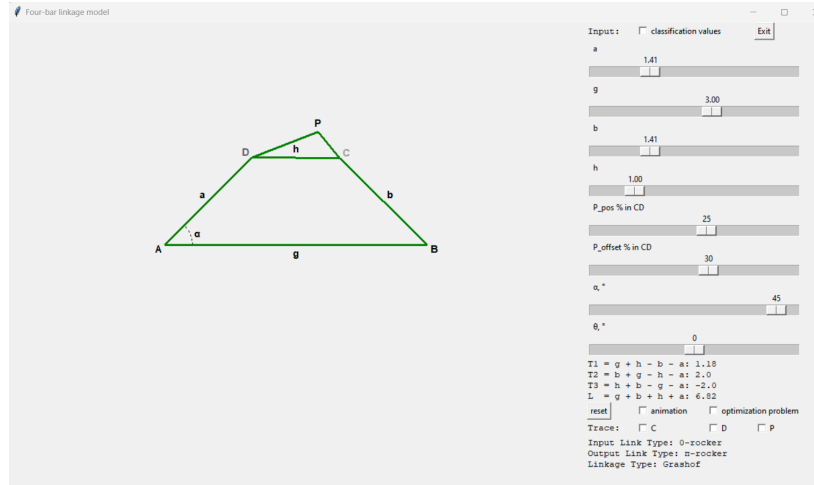 Four-bar linkage model
Input: classification values Exit
a
1.41
g
3.00
b
1.41
h
1.00
P_pos % in CD
25
P_offset % in CD
30
α, °
45
θ, °
0
T1 = g + h - b - a: 1.18
T2 = b + g - h - a: 2.0
T3 = h + b - g - a: -2.0
L = g + b + h + a: 6.82
reset animation optimization problem
Trace: C D P
Input Link Type: 0-rocker
Output Link Type: π-rocker
Linkage Type: Grashof
P
D h C
a b
α
A B
g